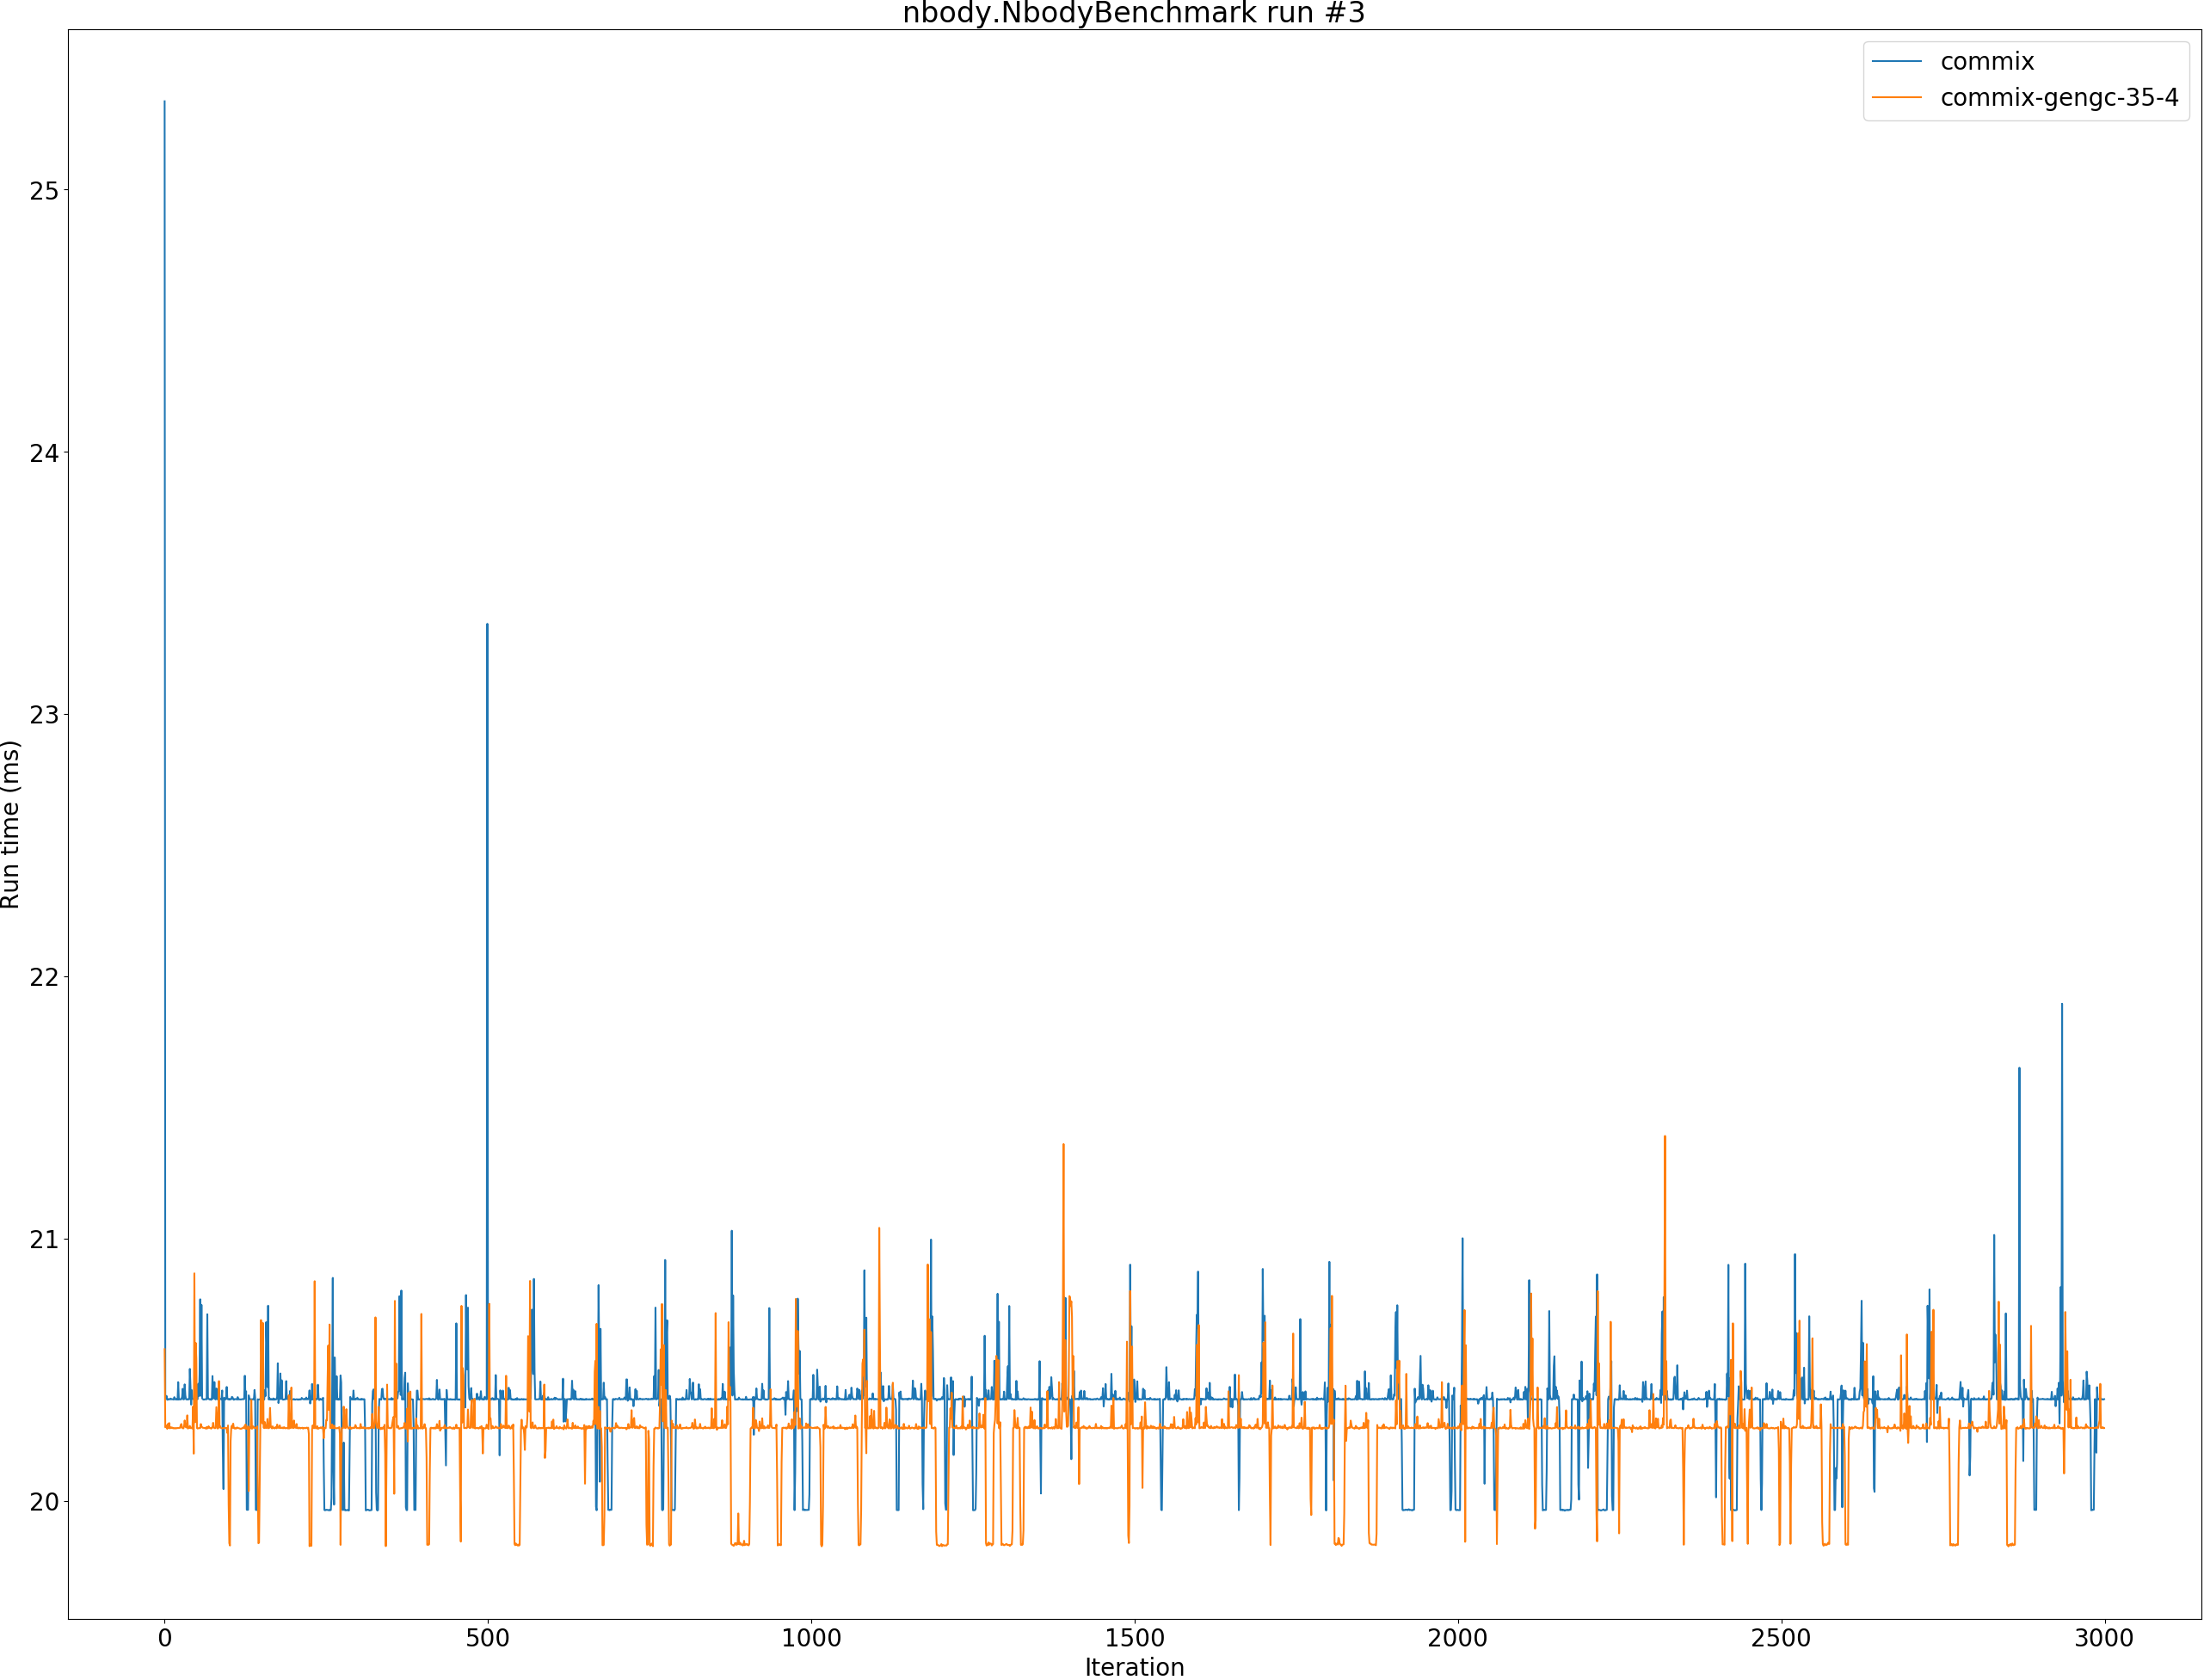 nbody.NbodyBenchmark run #3
commix
commix-gengc-35-4
25
24
23
22
21
20
Run time (ms)
0 500 1000 1500 2000 2500 3000
Iteration